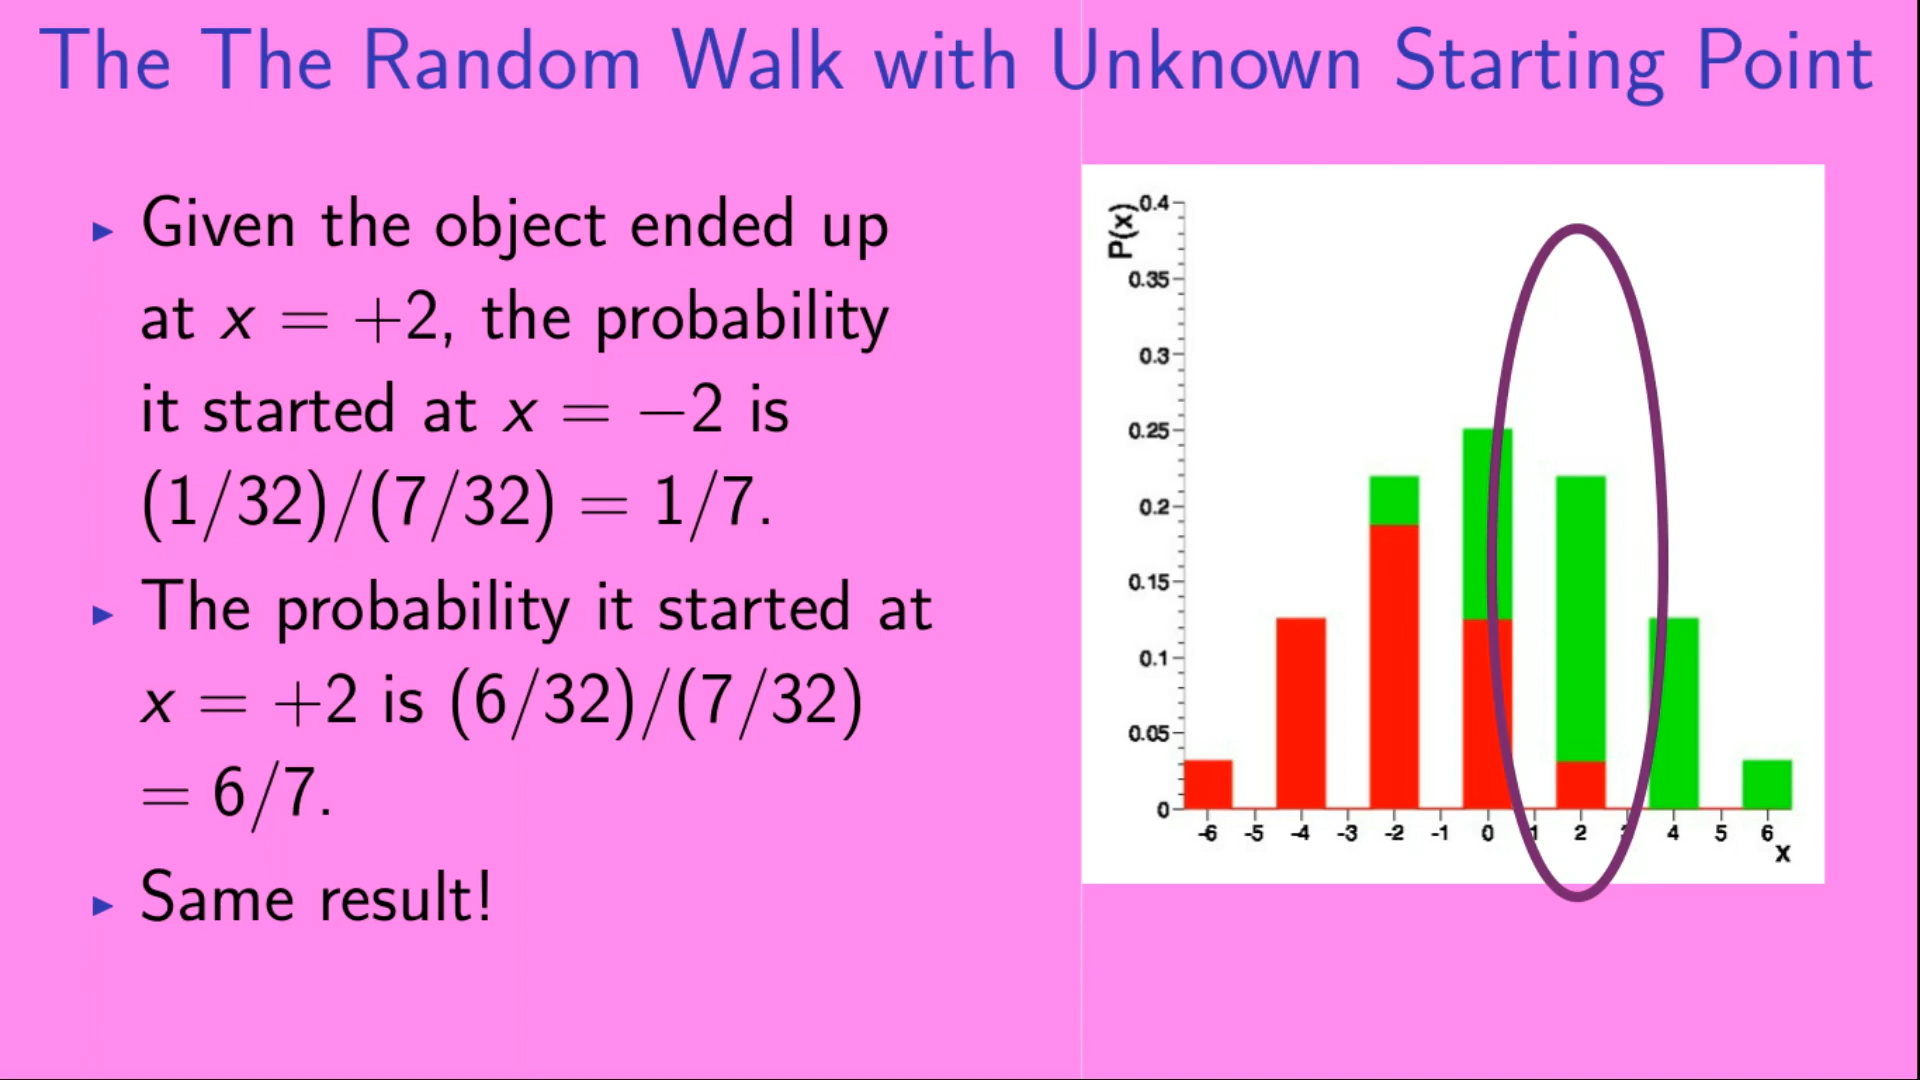 The The Random Walk with Unknown Starting Point
▸ Given the object ended up
at x = +2, the probability
it started at x = −2 is
(1/32)/(7/32) = 1/7.
▸ The probability it started at
x = +2 is (6/32)/(7/32)
= 6/7.
▸ Same result!
P(x)
0.4
0.35
0.3
0.25
0.2
0.15
0.1
0.05
0
-6 -5 -4 -3 -2 -1 0 1 2 3 4 5 6
x